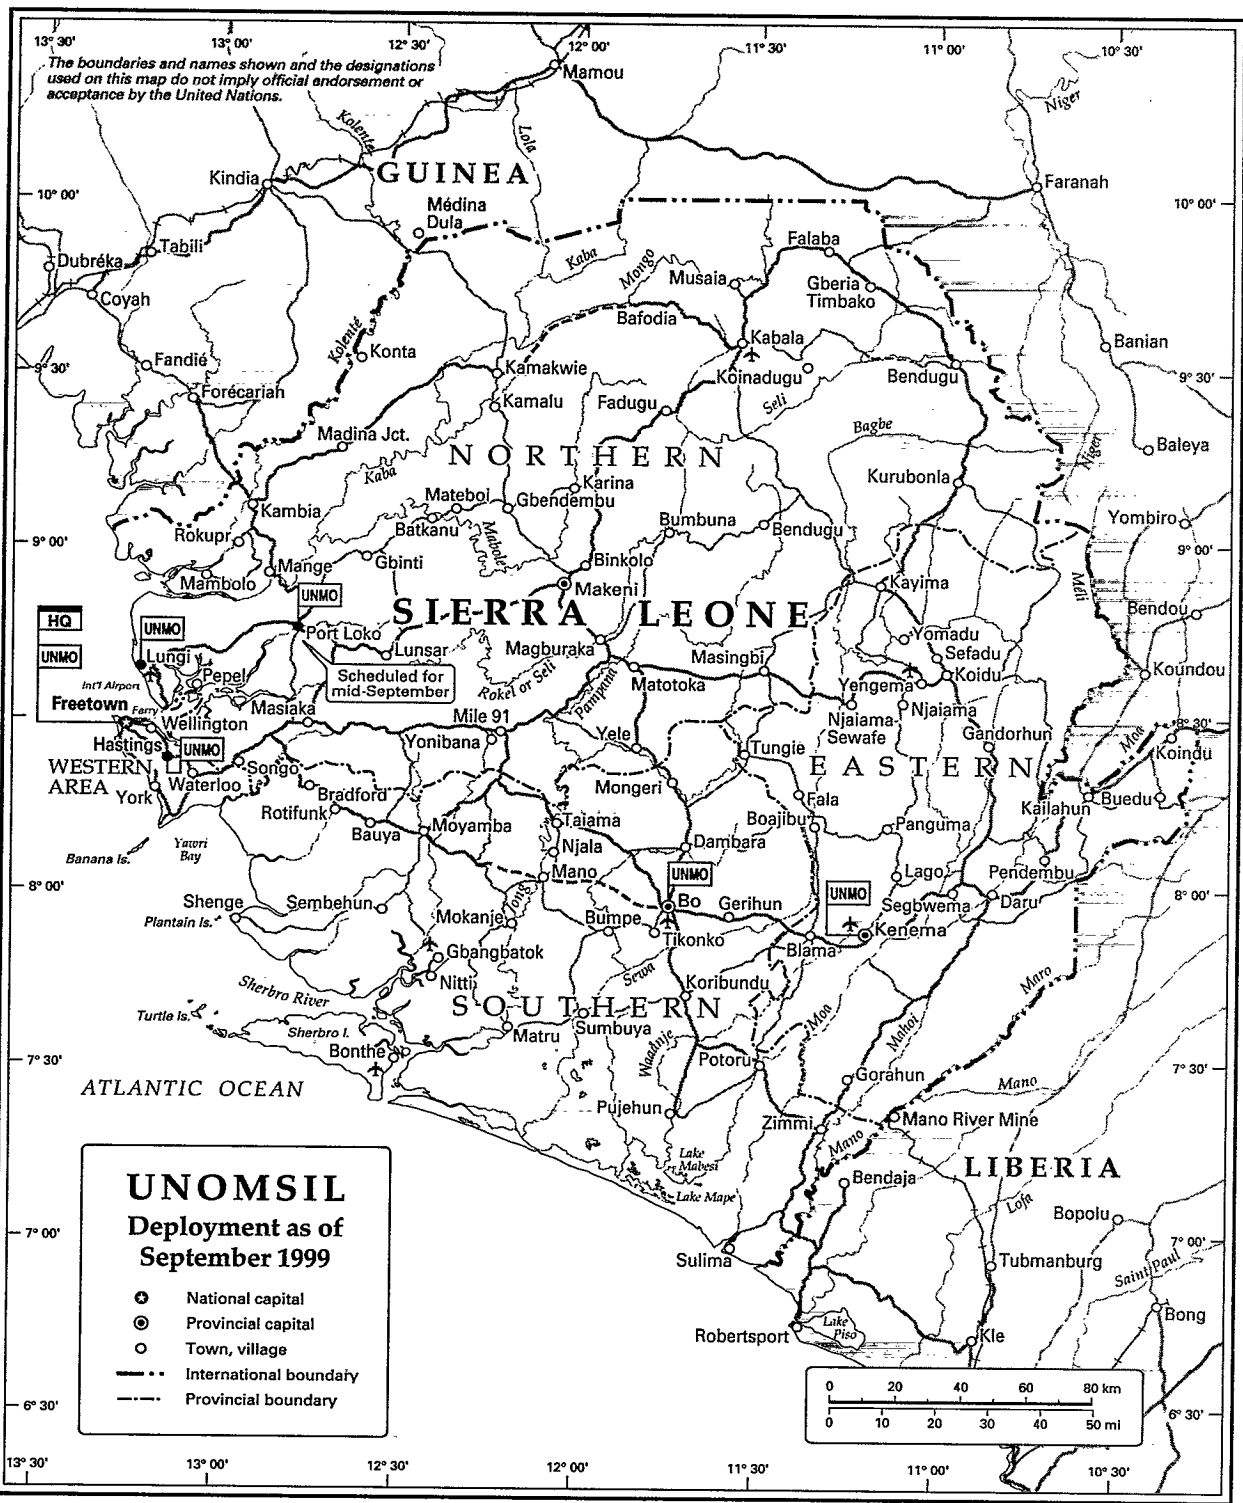 13° 30'
13° 00'
12° 30'
12° 00'
11° 30'
11° 00'
10° 30'
The boundaries and names shown and the designations
used on this map do not imply official endorsement or
acceptance by the United Nations.
Mamou
Niger
Kolenté
Lola
GUINEA
Kindia
Faranah
10° 00'
10° 00'
Médina
Dula
Tabili
Falaba
Dubréka
Kaba
Mongo
Musaia
Gberia
Timbako
Coyah
Bafodia
Kolenté
Konta
Kabala
Banian
Fandié
9° 30'
Kamakwie
Koinadugu
Bendugu
9° 30'
Forécariah
Kamalu
Fadugu
Seli
Madina Jct.
Bagbe
Niger
Baleya
NORTHERN
Kaba
Kurubonla
Karina
Mateboi
Gbendembu
Kambia
Batkanu
Bumbuna
Bendugu
Yombiro
Rokupr
Mabole
9° 00'
9° 00'
Mambolo
Mange
Gbinti
Binkolo
Makeni
Kayima
Meli
UNMO
HQ
SIERRA LEONE
Bendou
UNMO
Port Loko
Yomadu
UNMO
Lungi
Lunsar
Magburaka
Masingbi
Sefadu
Koundou
Pepel
Scheduled for
mid-September
Rokel or Seli
Pampana
Matotoka
Yengema
Koidu
Int'l Airport
Freetown
Ferry
Masiaka
Mile 91
Njaiama
Sewafe
Njaiama
8° 30'
Wellington
Yonibana
Yele
Gandorhun
Moa
Koindu
Hastings
UNMO
Tungie
WESTERN
AREA
Songo
EASTERN
Waterloo
Mongeri
York
Bradford
Fala
Kailahun
Buedu
Rotifunk
Boajibu
Bauya
Moyamba
Taiama
Panguma
Yawri
Bay
Njala
Dambara
Banana Is.
Mano
UNMO
Lago
Pendembu
8° 00'
UNMO
8° 00'
Shenge
Sembehun
Jong
Bo
Gerihun
Segbwema
Daru
Plantain Is.
Mokanje
Bumpe
Tikonko
Kenema
Blama
Gbangbatok
Nitti
Sewa
Koribundu
Maro
Sherbro River
SOUTHERN
Turtle Is.
Sherbro I.
Matru
Sumbuya
Moa
Mahoi
Bonthe
Waanje
Potoru
7° 30'
7° 30'
ATLANTIC OCEAN
Gorahun
Mano
Pujehun
Zimmi
Mano River Mine
Mano
Lake
Mabesi
LIBERIA
Lake Mape
Bendaja
UNOMSIL
Deployment as of
September 1999
Lofa
Bopolu
7° 00'
7° 00'
Sulima
Tubmanburg
Saint Paul
National capital
Provincial capital
Town, village
International boundary
Provincial boundary
Bong
Lake
Piso
Robertsport
Kle
0 20 40 60 80 km
0 10 20 30 40 50 mi
6° 30'
6° 30'
13° 30'
13° 00'
12° 30'
12° 00'
11° 30'
11° 00'
10° 30'